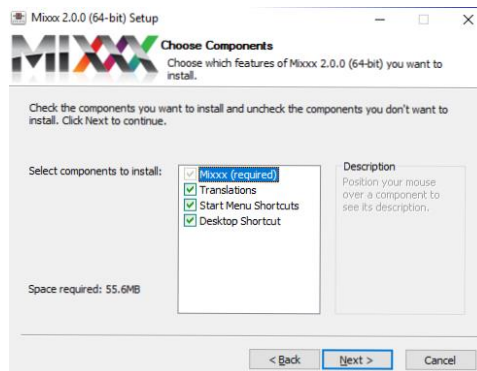 Mixxx 2.0.0 (64-bit) Setup
MIXXX
Choose Components
Choose which features of Mixxx 2.0.0 (64-bit) you want to
install.
Check the components you want to install and uncheck the components you don't want to
install. Click Next to continue.
Select components to install:
Mixxx (required)
Translations
Start Menu Shortcuts
Desktop Shortcut
Description
Position your mouse
over a component to
see its description.
Space required: 55.6MB
< Back
Next >
Cancel